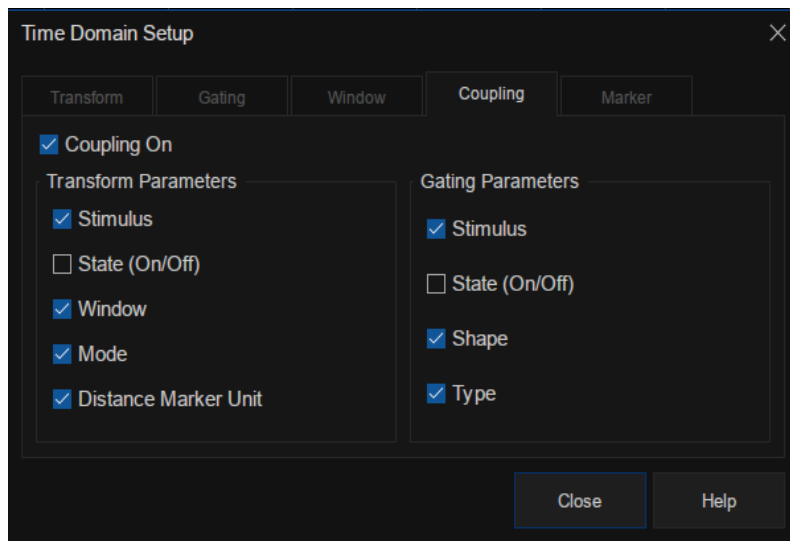 Time Domain Setup
Transform Gating Window Coupling Marker
Coupling On
Transform Parameters
Stimulus
State (On/Off)
Window
Mode
Distance Marker Unit
Gating Parameters
Stimulus
State (On/Off)
Shape
Type
Close Help